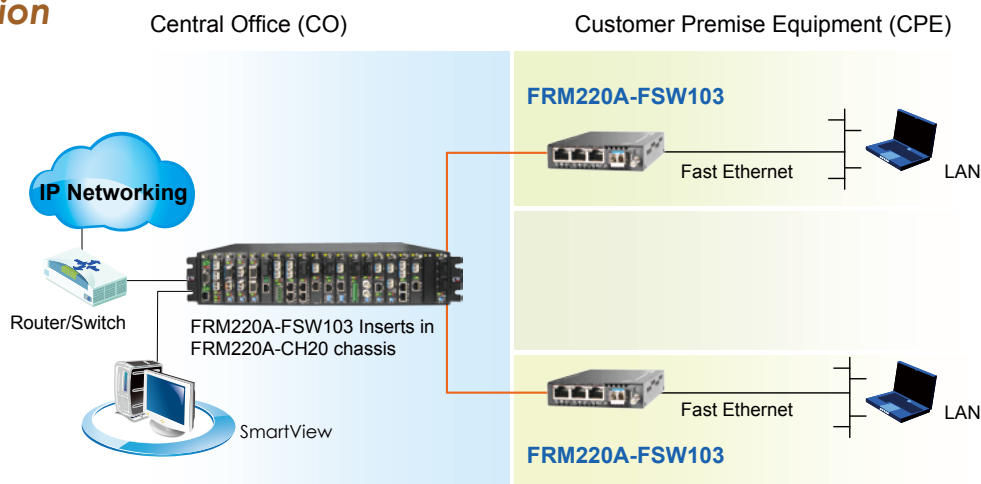 ion
Central Office (CO)
Customer Premise Equipment (CPE)
FRM220A-FSW103
Fast Ethernet
LAN
IP Networking
Router/Switch
FRM220A-FSW103 Inserts in
FRM220A-CH20 chassis
SmartView
Fast Ethernet
LAN
FRM220A-FSW103